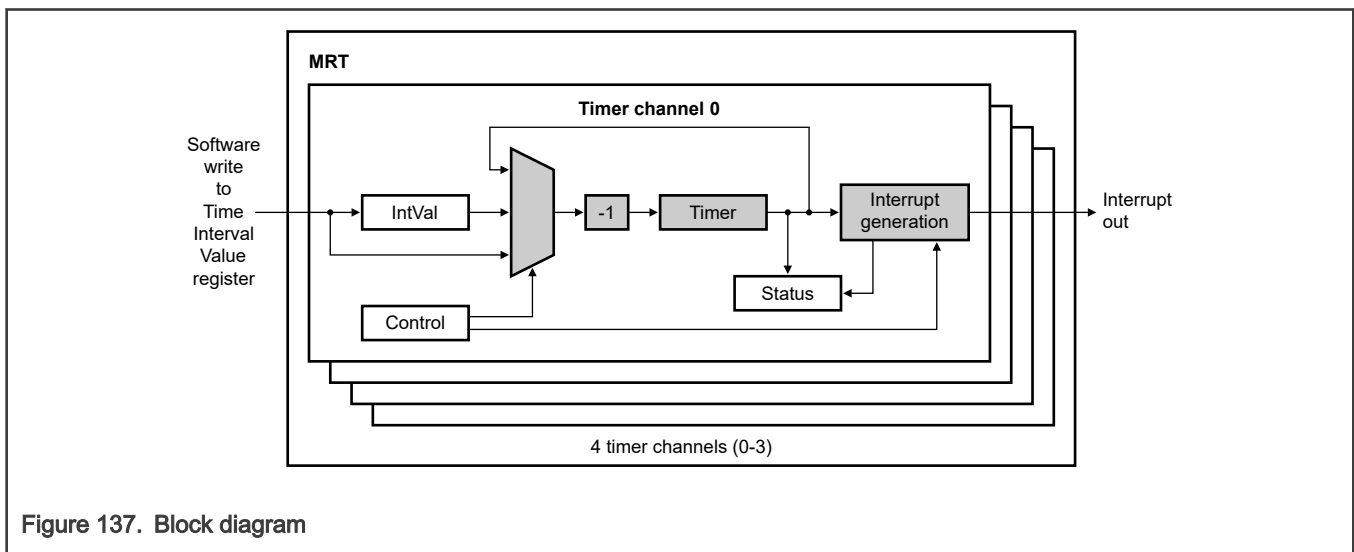 MRT
Timer channel 0
Software
write
to
Time
Interval
Value
register
IntVal
-1
Timer
Interrupt
generation
Interrupt
out
Status
Control
4 timer channels (0-3)
Figure 137. Block diagram